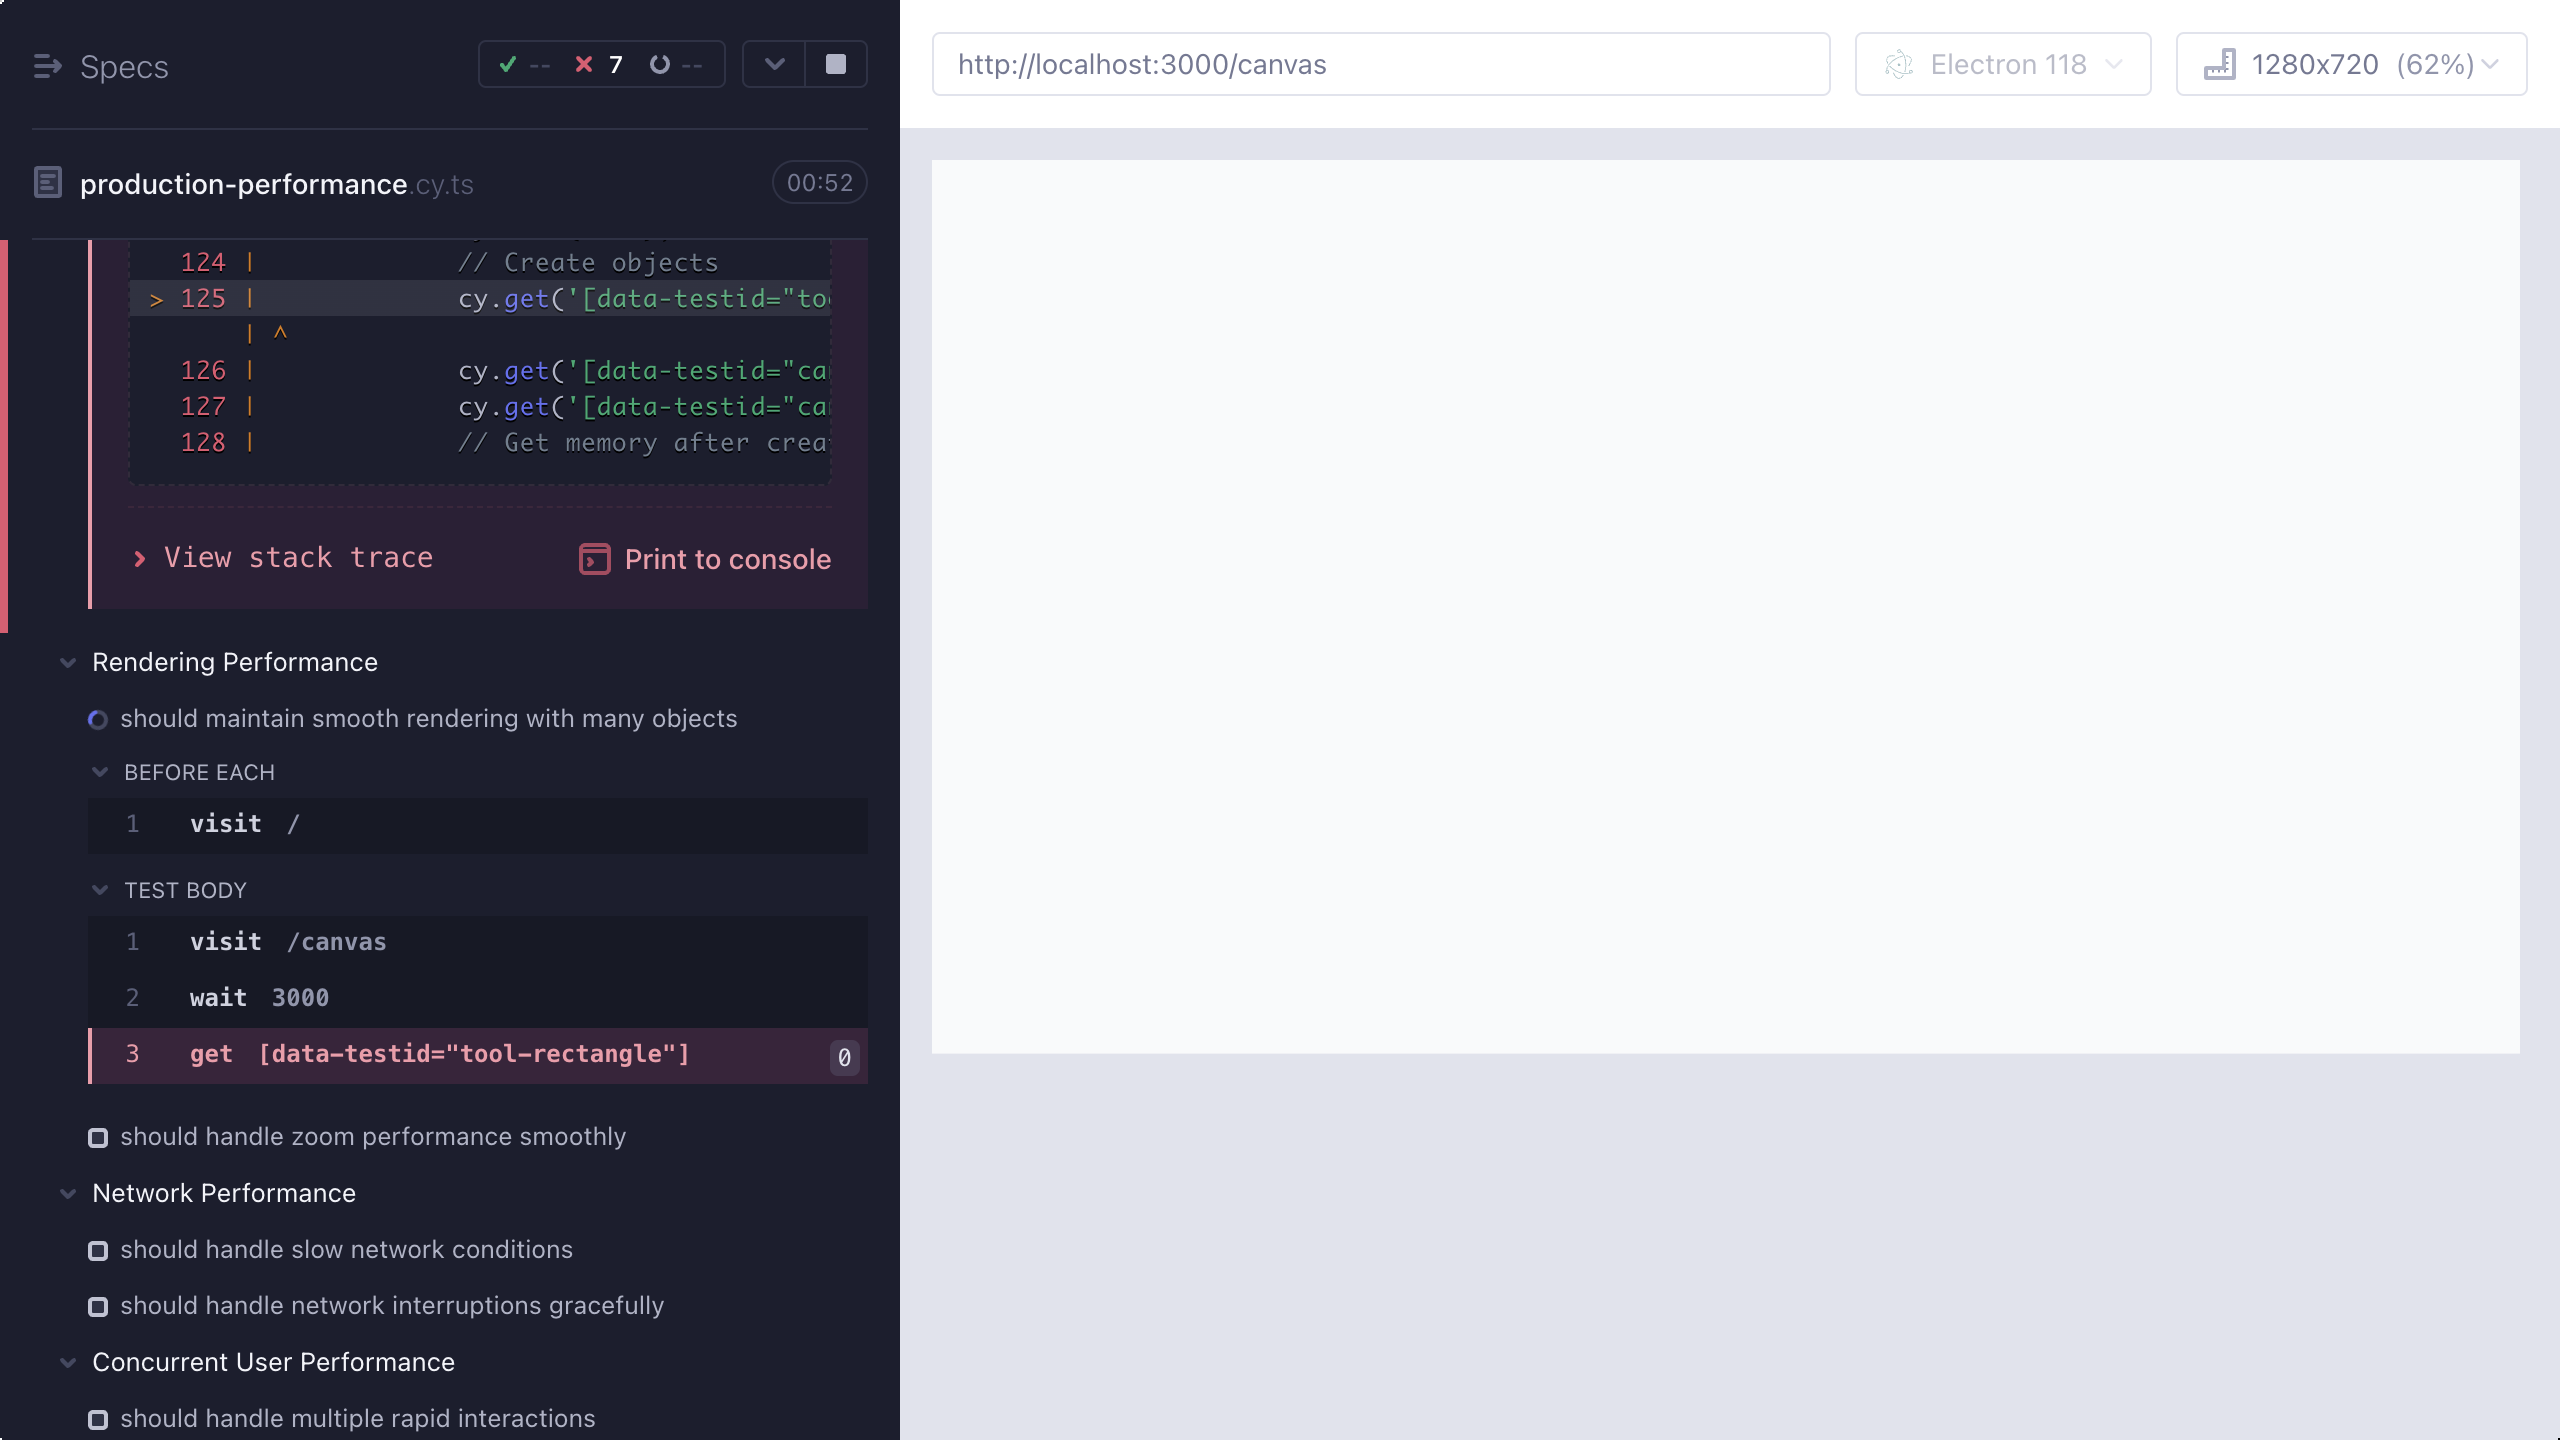 Specs
-- 7 --
production-performance.cy.ts
00:52
124 | // Create objects
> 125 | cy.get('[data-testid="too
| ^
126 | cy.get('[data-testid="ca
127 | cy.get('[data-testid="ca
128 | // Get memory after crea
View stack trace
Print to console
Rendering Performance
should maintain smooth rendering with many objects
BEFORE EACH
1 visit /
TEST BODY
1 visit /canvas
2 wait 3000
3 get [data-testid="tool-rectangle"] 0
should handle zoom performance smoothly
Network Performance
should handle slow network conditions
should handle network interruptions gracefully
Concurrent User Performance
should handle multiple rapid interactions
http://localhost:3000/canvas
Electron 118
1280x720 (62%)